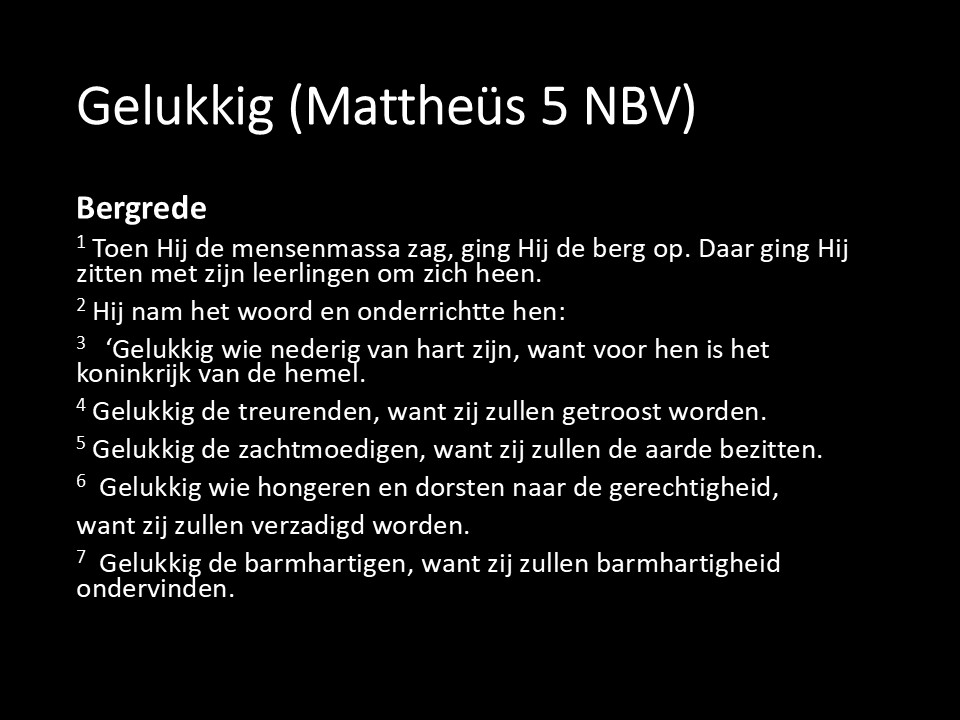 Gelukkig (Mattheüs 5 NBV)
Bergrede
1 Toen Hij de mensenmassa zag, ging Hij de berg op. Daar ging Hij
zitten met zijn leerlingen om zich heen.
2 Hij nam het woord en onderrichtte hen:
3 ‘Gelukkig wie nederig van hart zijn, want voor hen is het
koninkrijk van de hemel.
4 Gelukkig de treurenden, want zij zullen getroost worden.
5 Gelukkig de zachtmoedigen, want zij zullen de aarde bezitten.
6 Gelukkig wie hongeren en dorsten naar de gerechtigheid,
want zij zullen verzadigd worden.
7 Gelukkig de barmhartigen, want zij zullen barmhartigheid
ondervinden.